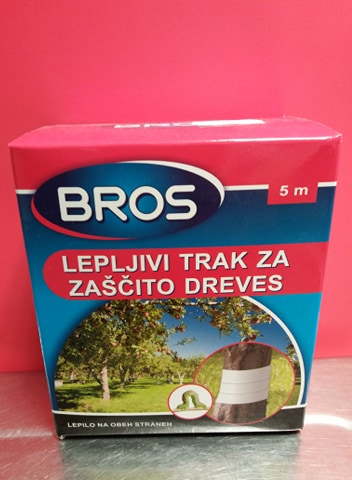 BROS
5 m
LEPLJIVI TRAK ZA
ZAŠČITO DREVES
LEPILO NA OBEH STRANEH